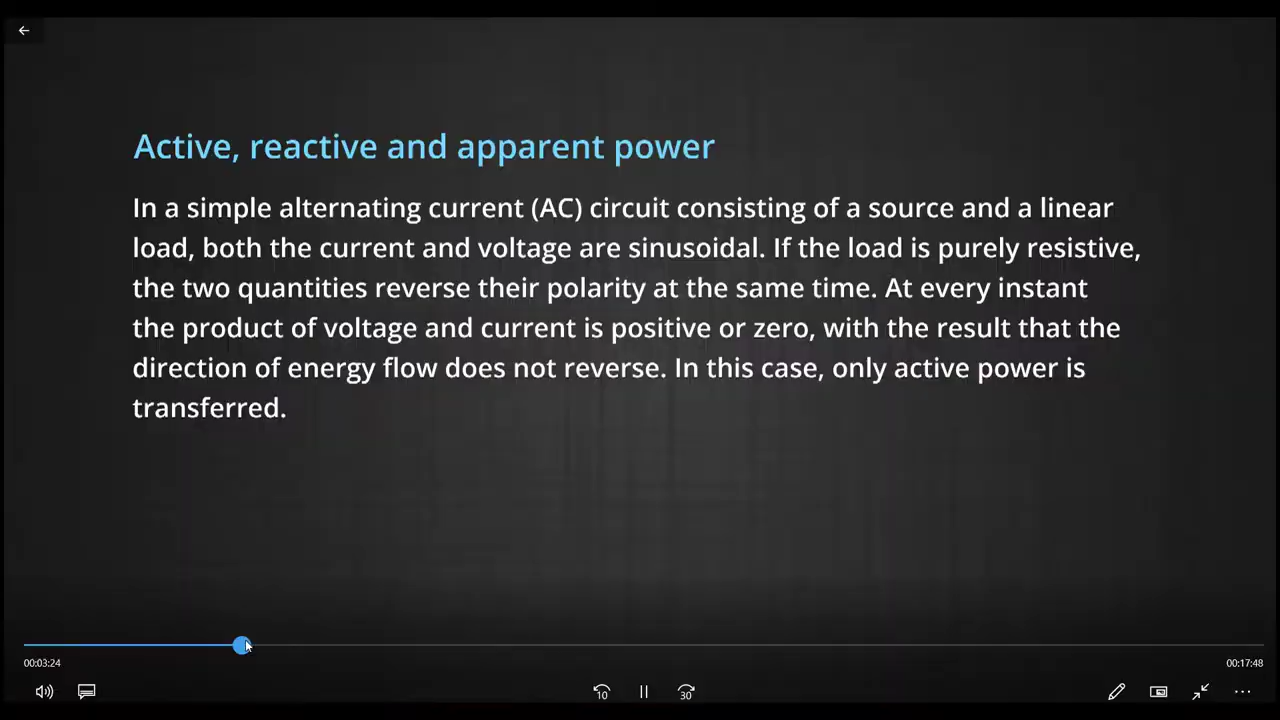 Active, reactive and apparent power
In a simple alternating current (AC) circuit consisting of a source and a linear
load, both the current and voltage are sinusoidal. If the load is purely resistive,
the two quantities reverse their polarity at the same time. At every instant
the product of voltage and current is positive or zero, with the result that the
direction of energy flow does not reverse. In this case, only active power is
transferred.
00:03:24
00:17:48
10
30